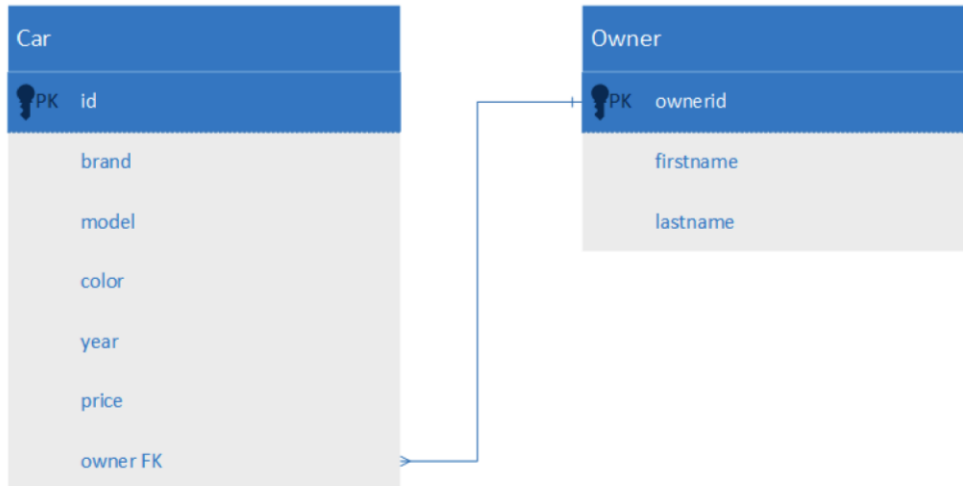 Car
PK id
brand
model
color
year
price
owner FK
Owner
PK ownerid
firstname
lastname